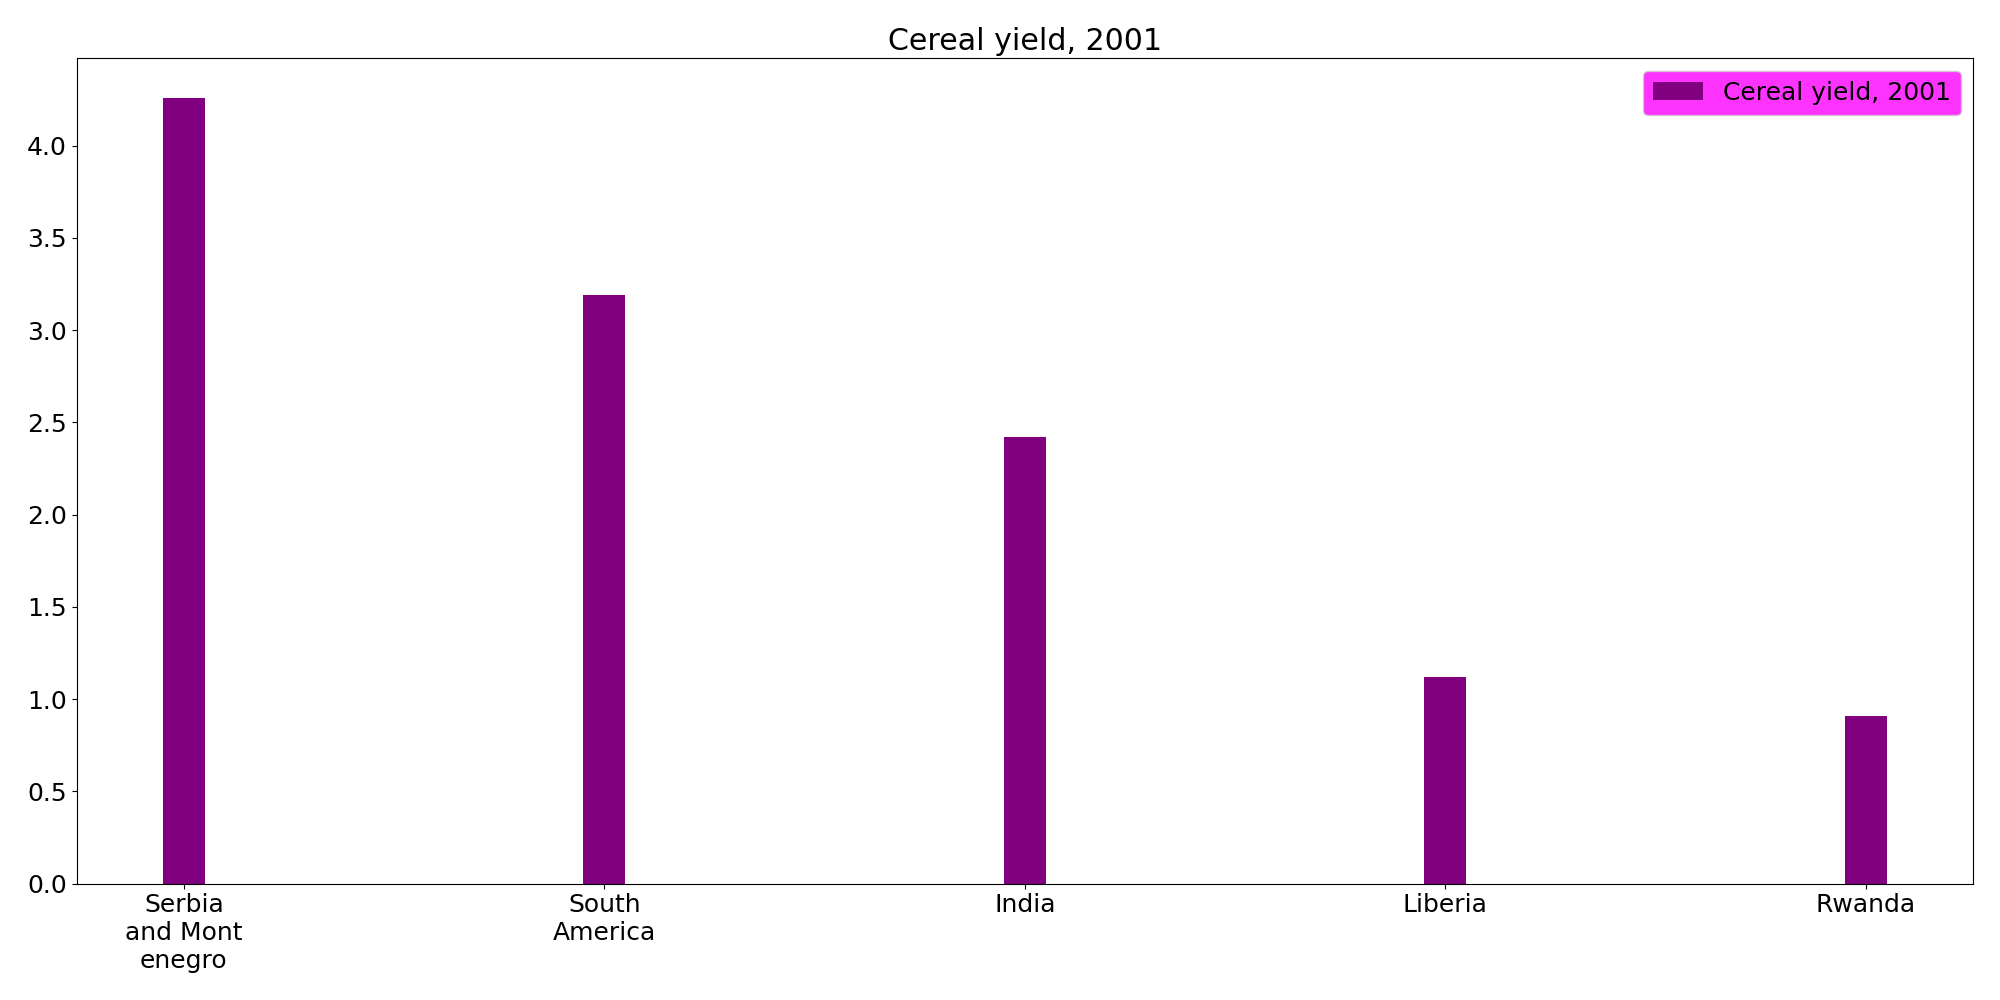 Cereal yield, 2001
Cereal yield, 2001
4.0
3.5
3.0
2.5
2.0
1.5
1.0
0.5
0.0
Serbia
and Mont
enegro
South
America
India
Liberia
Rwanda